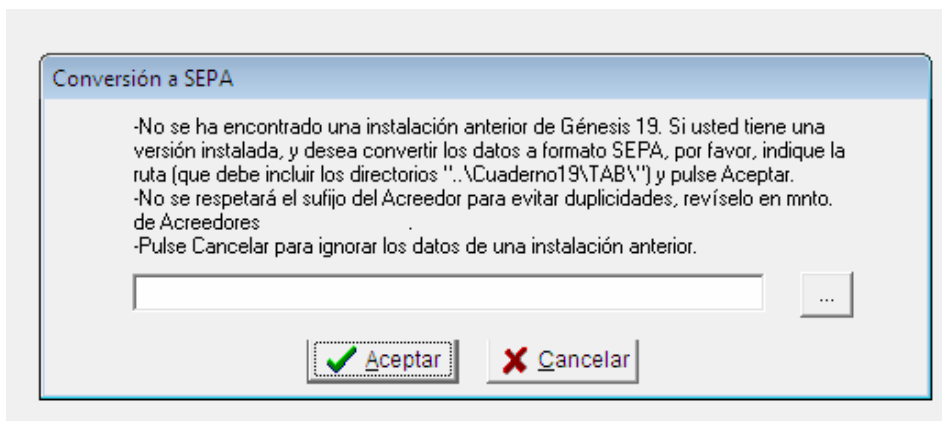 Conversión a SEPA
-No se ha encontrado una instalación anterior de Génesis 19. Si usted tiene una
versión instalada, y desea convertir los datos a formato SEPA, por favor, indique la
ruta (que debe incluir los directorios "..\Cuaderno19\TAB\") y pulse Aceptar.
-No se respetará el sufijo del Acreedor para evitar duplicidades, revíselo en mnto.
de Acreedores .
-Pulse Cancelar para ignorar los datos de una instalación anterior.
...
Aceptar
Cancelar